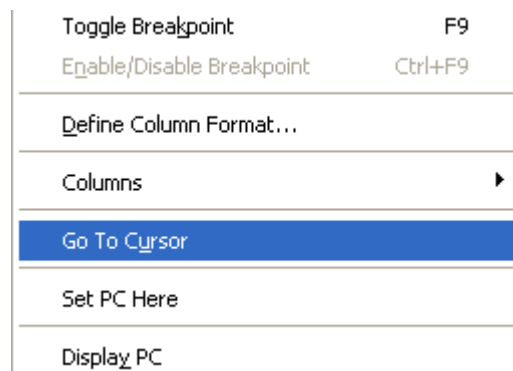 Toggle Breakpoint F9
Enable/Disable Breakpoint Ctrl+F9
Define Column Format...
Columns
Go To Cursor
Set PC Here
Display PC